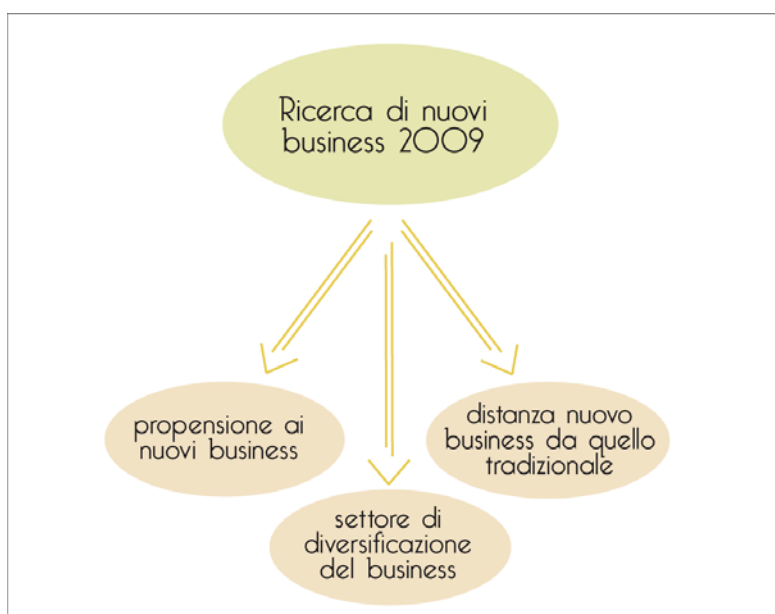 Ricerca di nuovi
business 2009
propensione ai
nuovi business
distanza nuovo
business da quello
tradizionale
settore di
diversificazione
del business